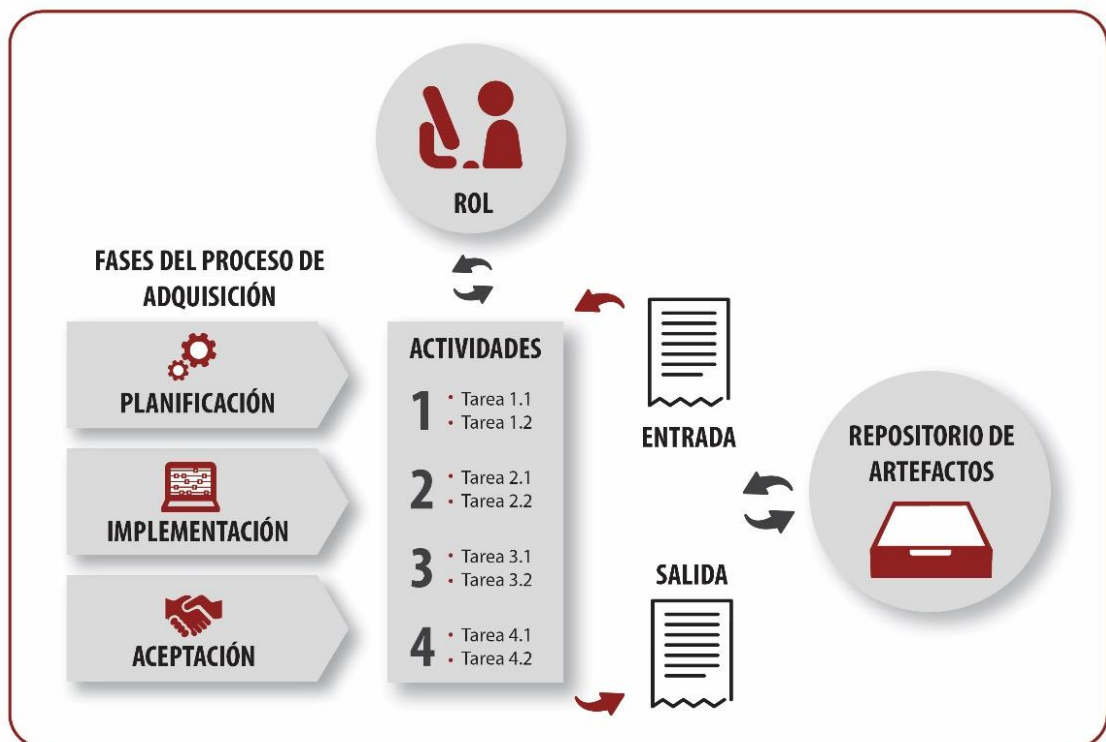 ROL
FASES DEL PROCESO DE
ADQUISICIÓN
PLANIFICACIÓN
IMPLEMENTACIÓN
ACEPTACIÓN
ACTIVIDADES
1
• Tarea 1.1
• Tarea 1.2
2
• Tarea 2.1
• Tarea 2.2
3
• Tarea 3.1
• Tarea 3.2
4
• Tarea 4.1
• Tarea 4.2
ENTRADA
SALIDA
REPOSITORIO DE
ARTEFACTOS